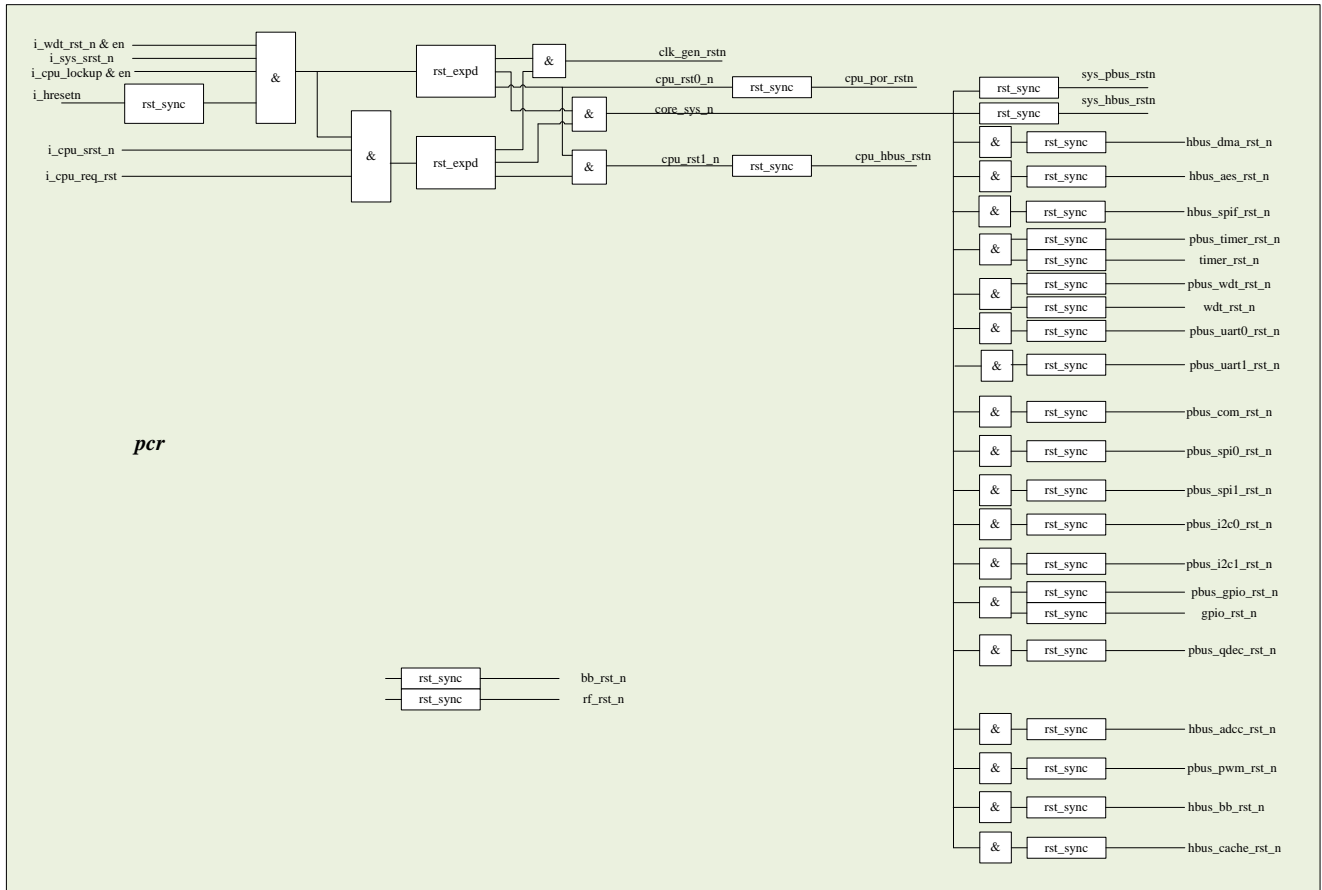 i_wdt_rst_n & en
i_sys_srst_n
i_cpu_lockup & en
i_hresetn
rst_sync
&
i_cpu_srst_n
i_cpu_req_rst
&
rst_expd
rst_expd
&
&
&
clk_gen_rstn
cpu_rst0_n
rst_sync
cpu_por_rstn
core_sys_n
cpu_rst1_n
rst_sync
cpu_hbus_rstn
rst_sync
sys_pbus_rstn
rst_sync
sys_hbus_rstn
& rst_sync hbus_dma_rst_n
& rst_sync hbus_aes_rst_n
& rst_sync hbus_spif_rst_n
& rst_sync pbus_timer_rst_n
rst_sync timer_rst_n
& rst_sync pbus_wdt_rst_n
rst_sync wdt_rst_n
& rst_sync pbus_uart0_rst_n
& rst_sync pbus_uart1_rst_n
& rst_sync pbus_com_rst_n
& rst_sync pbus_spi0_rst_n
& rst_sync pbus_spi1_rst_n
& rst_sync pbus_i2c0_rst_n
& rst_sync pbus_i2c1_rst_n
& rst_sync pbus_gpio_rst_n
rst_sync gpio_rst_n
& rst_sync pbus_qdec_rst_n
& rst_sync hbus_adcc_rst_n
& rst_sync pbus_pwm_rst_n
& rst_sync hbus_bb_rst_n
& rst_sync hbus_cache_rst_n
pcr
rst_sync bb_rst_n
rst_sync rf_rst_n